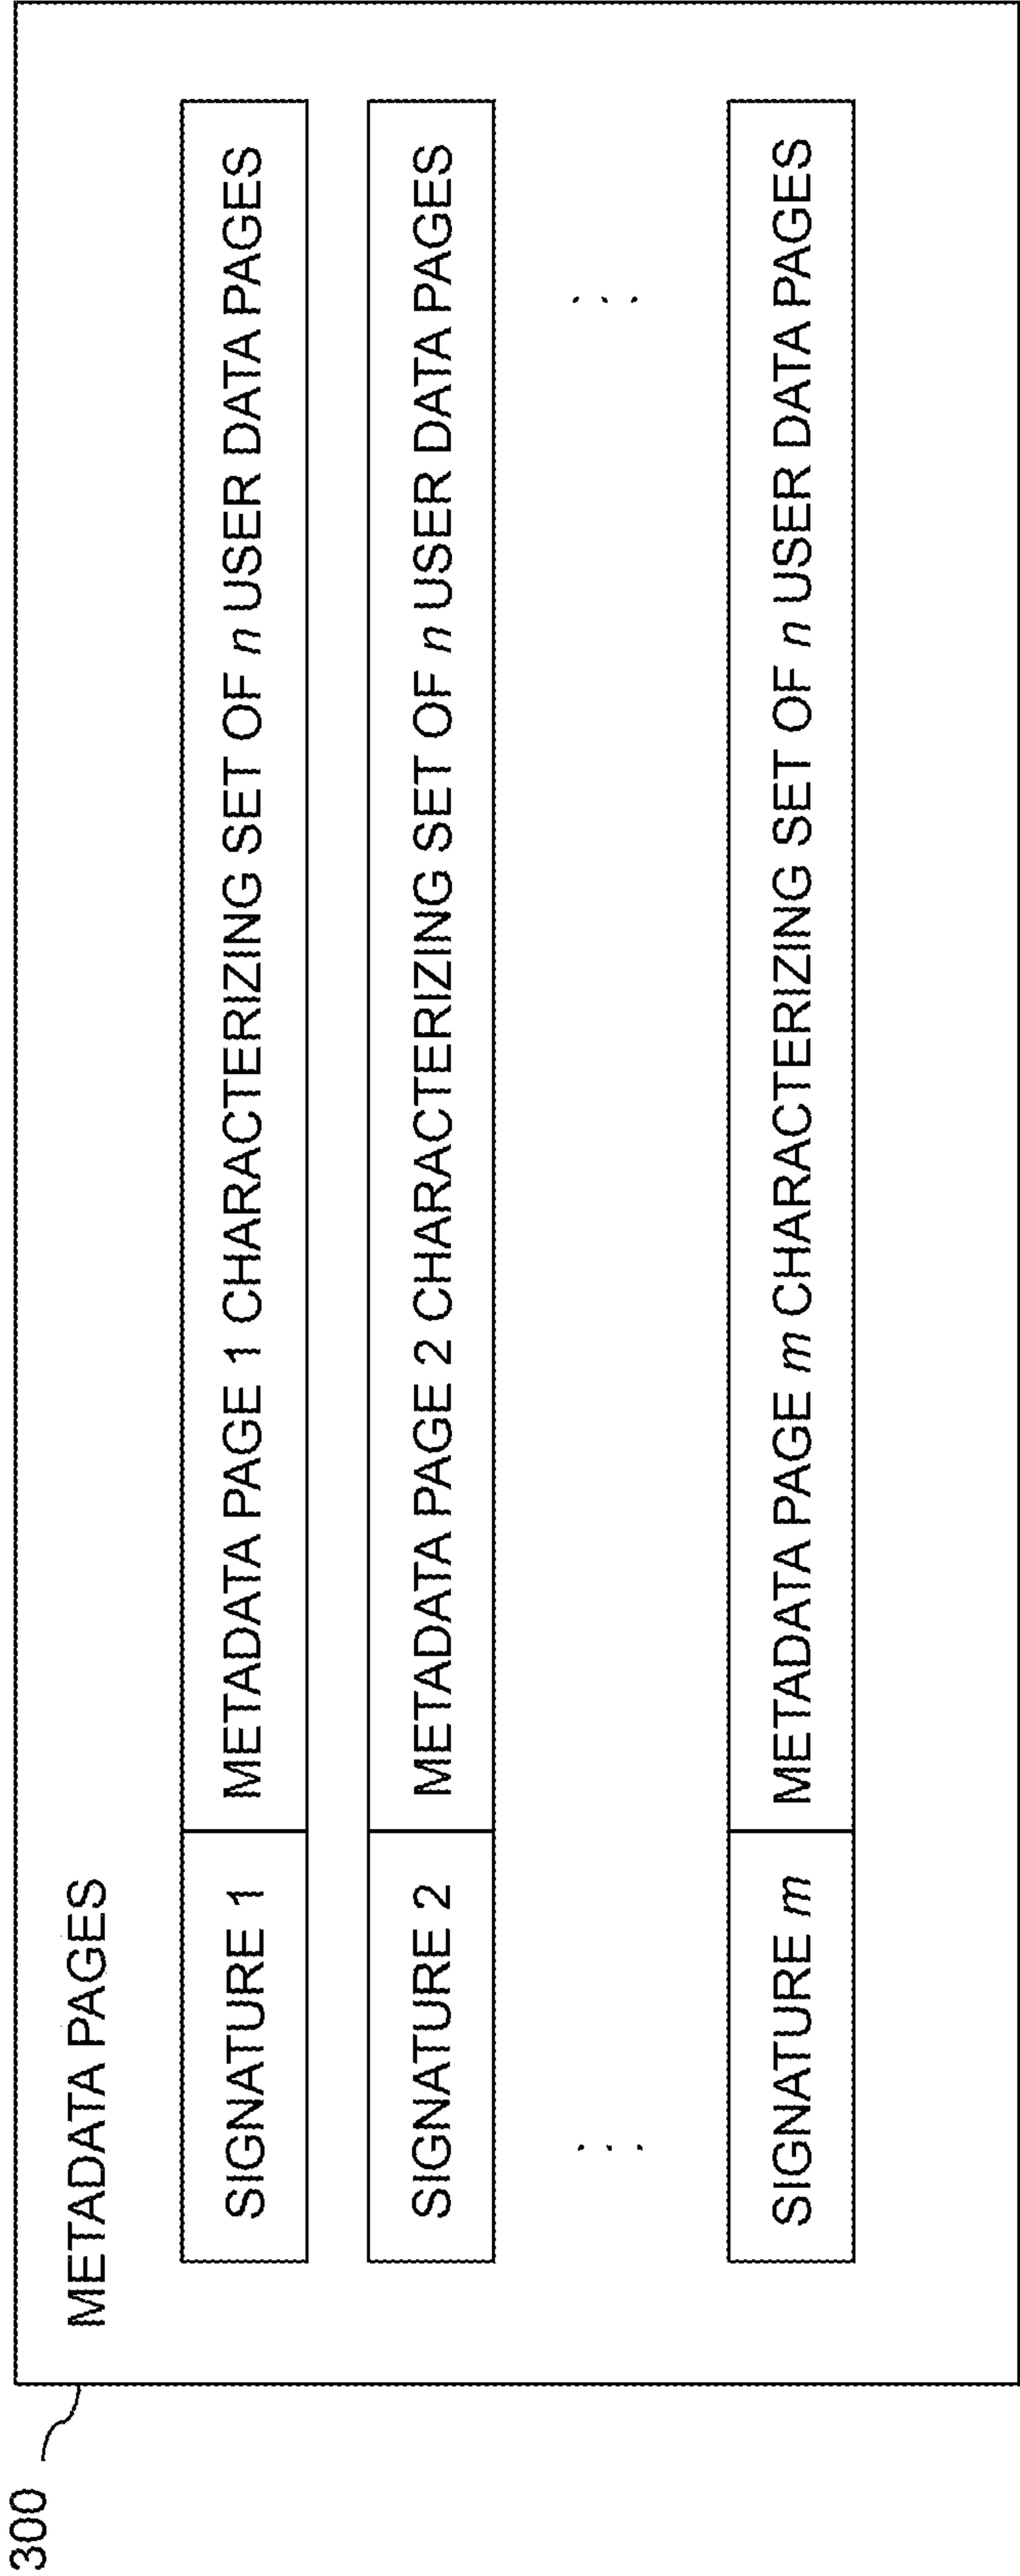 300
METADATA PAGES
SIGNATURE 1 METADATA PAGE 1 CHARACTERIZING SET OF n USER DATA PAGES
SIGNATURE 2 METADATA PAGE 2 CHARACTERIZING SET OF n USER DATA PAGES
. . . . . .
SIGNATURE m METADATA PAGE m CHARACTERIZING SET OF n USER DATA PAGES